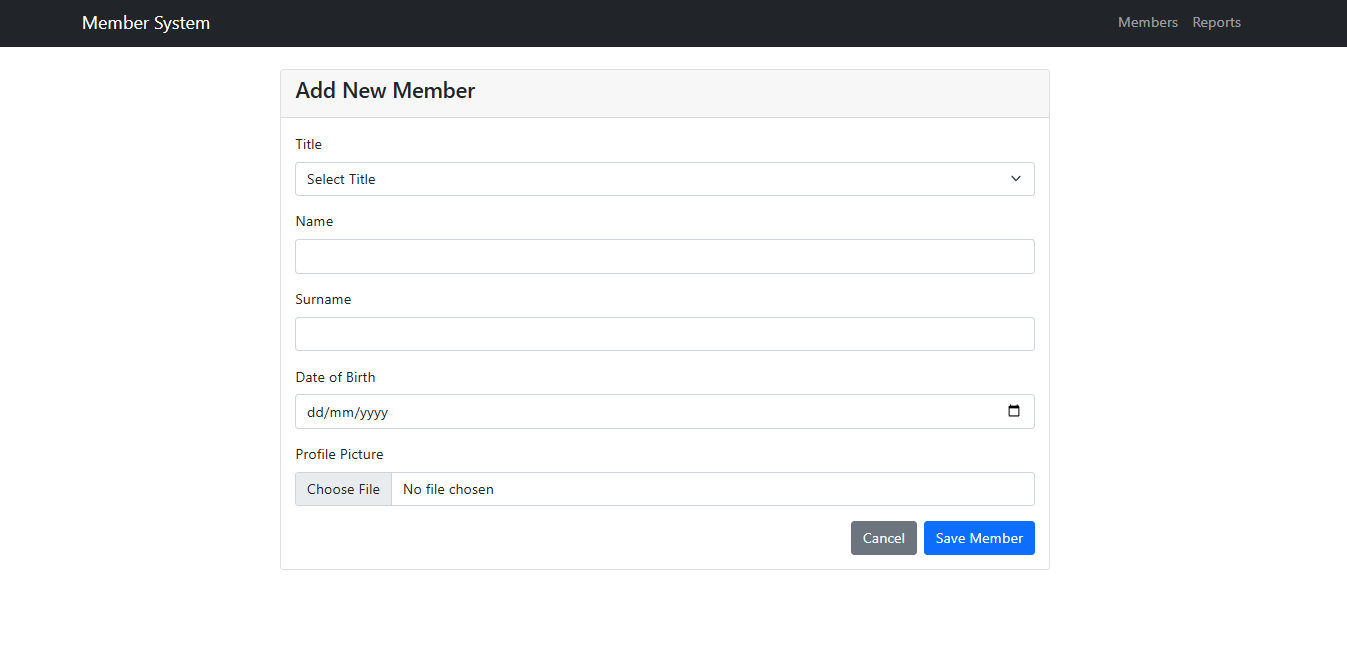 Member System Members Reports
Add New Member
Title
Select Title
Name
Surname
Date of Birth
dd/mm/yyyy
Profile Picture
Choose File No file chosen
Cancel Save Member